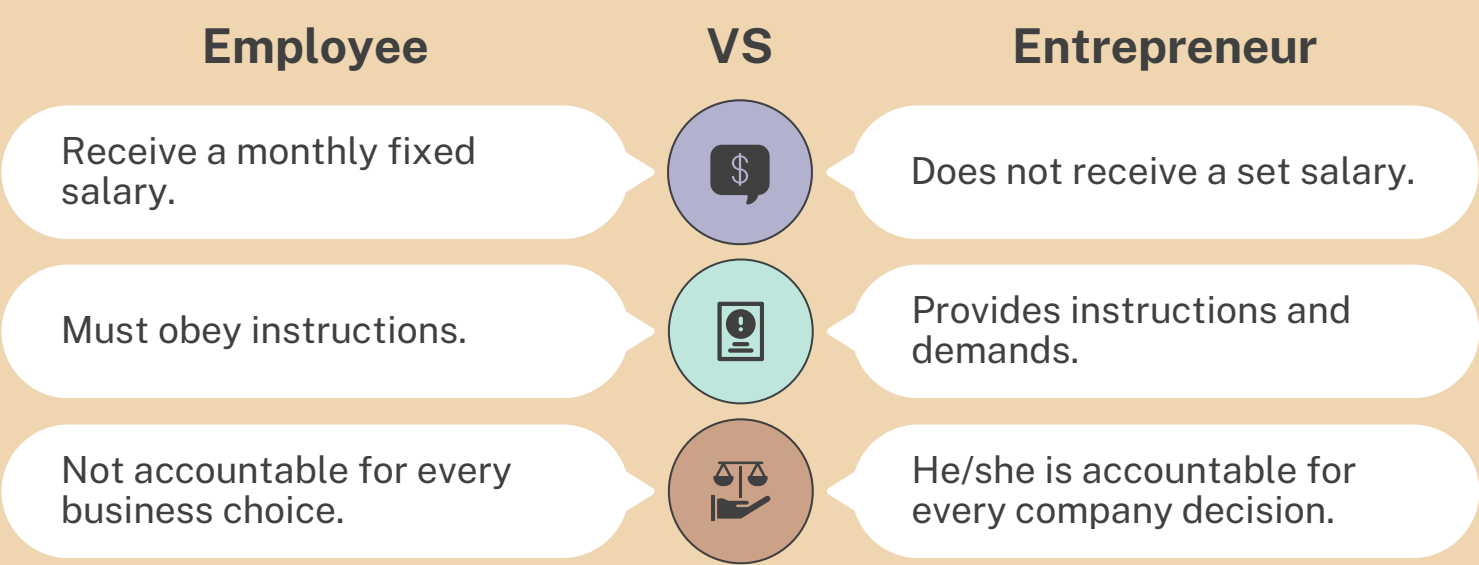 Employee
VS
Entrepreneur
Receive a monthly fixed
salary.
$
Does not receive a set salary.
Must obey instructions.
Provides instructions and
demands.
Not accountable for every
business choice.
He/she is accountable for
every company decision.